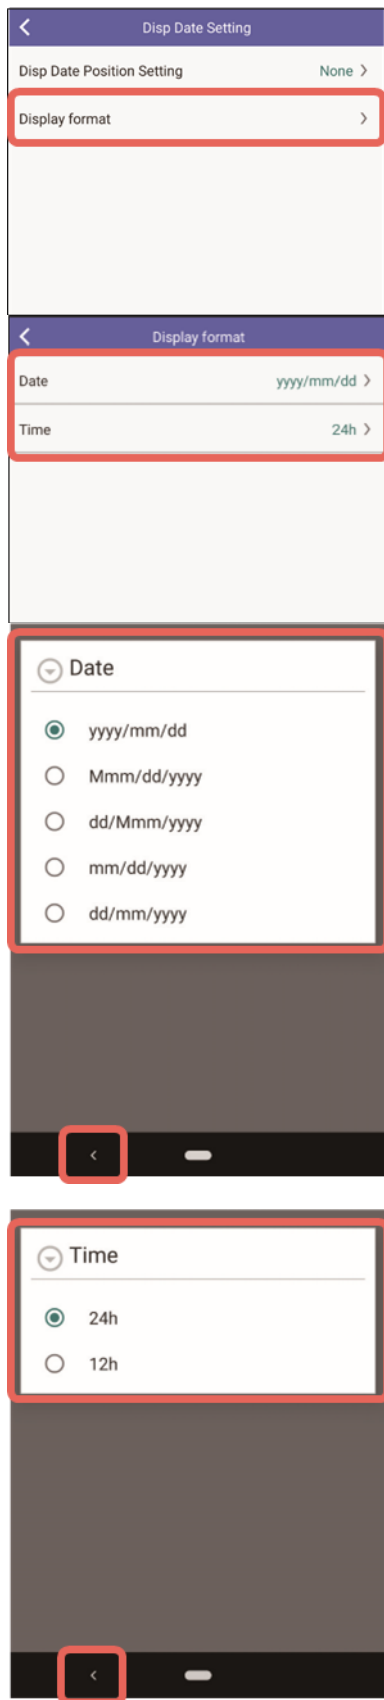 Disp Date Setting
Disp Date Position Setting None
Display format
Display format
Date yyyy/mm/dd
Time 24h
Date
yyyy/mm/dd
Mmm/dd/yyyy
dd/Mmm/yyyy
mm/dd/yyyy
dd/mm/yyyy
Time
24h
12h